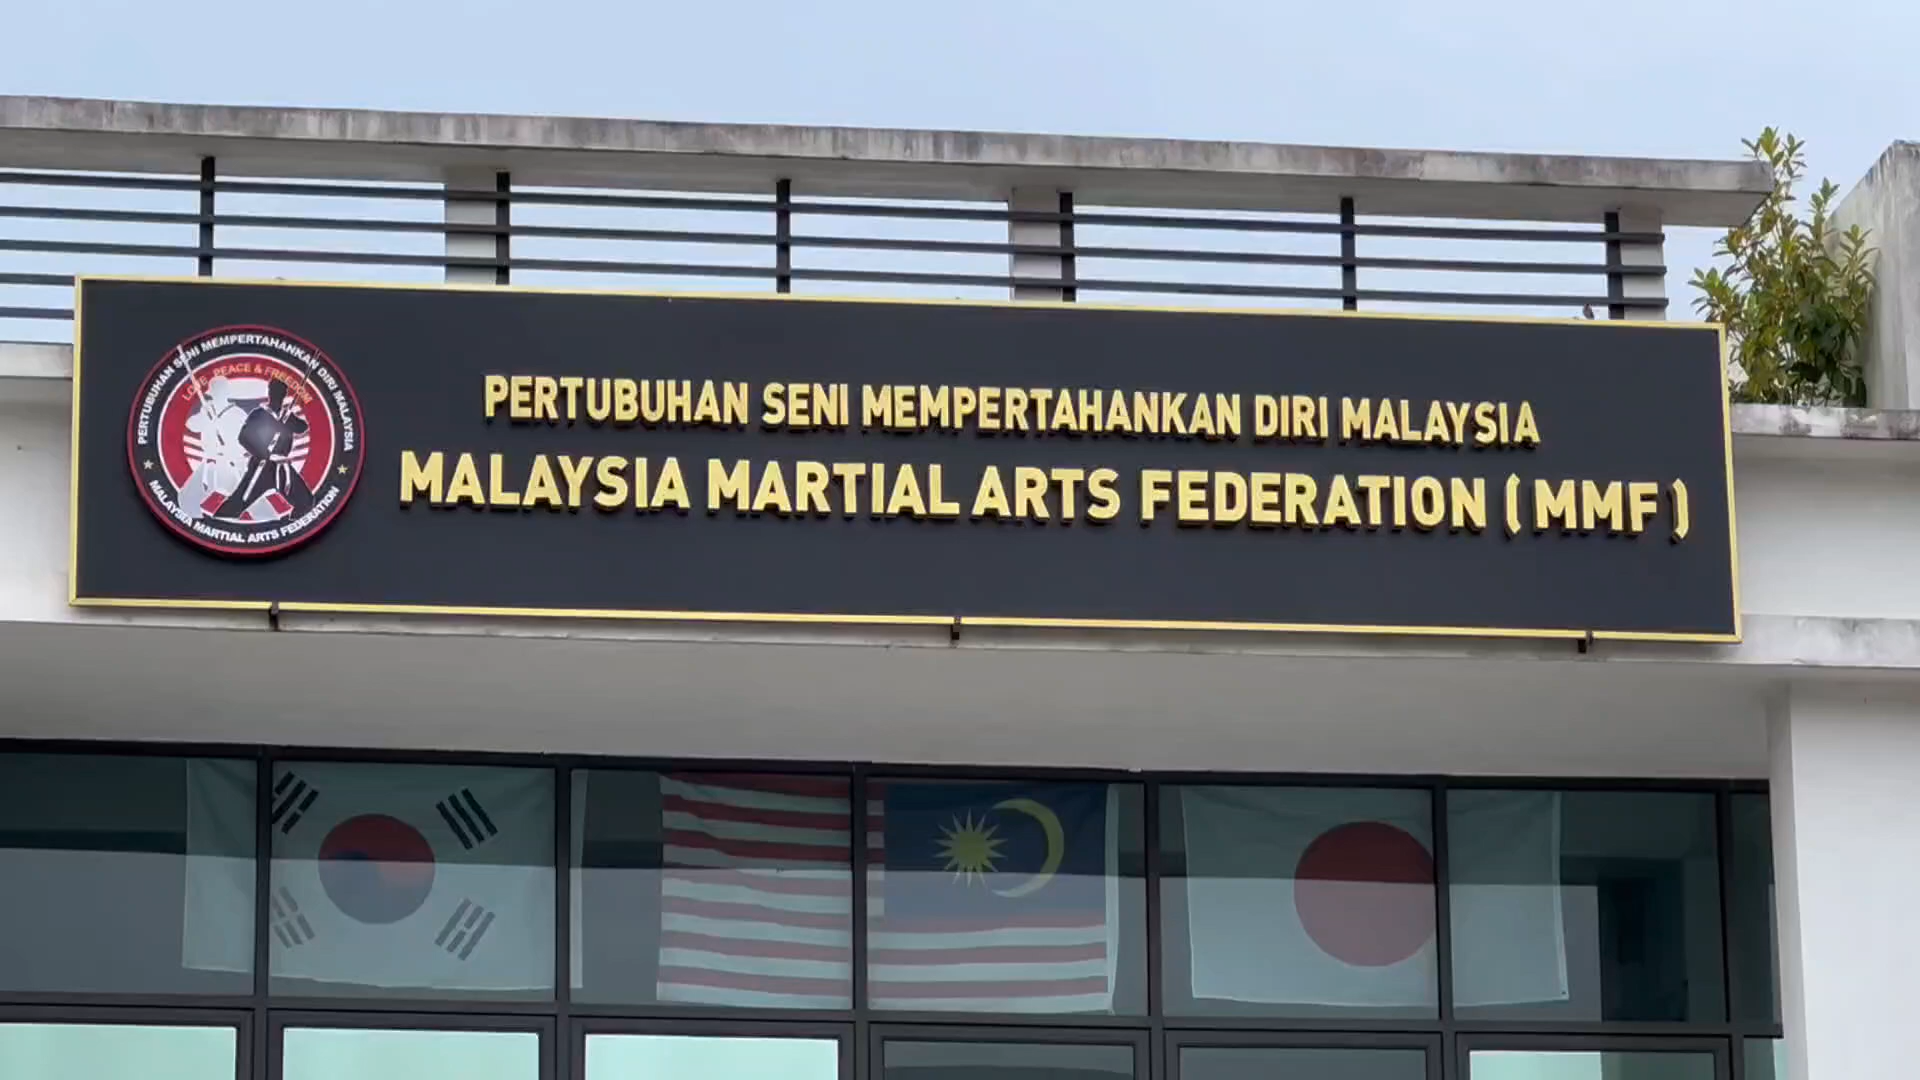 PERTUBUHAN SENI MEMPERTAHANKAN DIRI MALAYSIA
LOVE, PEACE & FREEDOM
MALAYSIA MARTIAL ARTS FEDERATION
PERTUBUHAN SENI MEMPERTAHANKAN DIRI MALAYSIA
MALAYSIA MARTIAL ARTS FEDERATION (MMF)